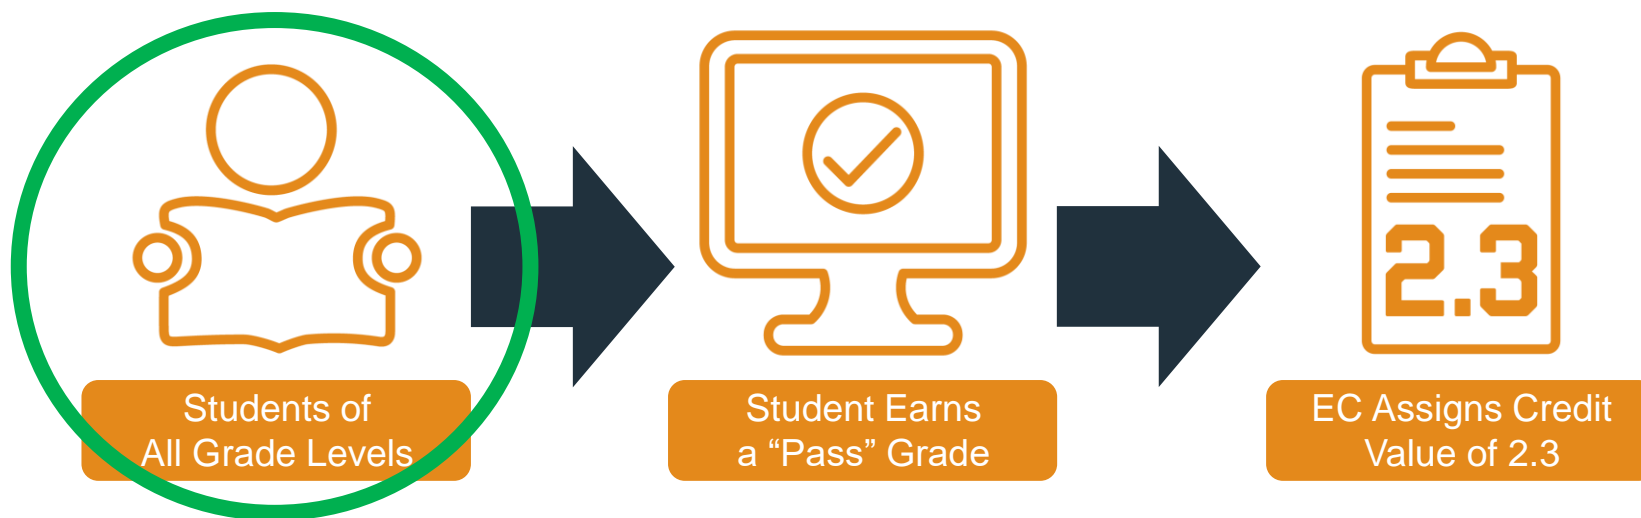 2.3
Students of
All Grade Levels
Student Earns
a “Pass” Grade
EC Assigns Credit
Value of 2.3